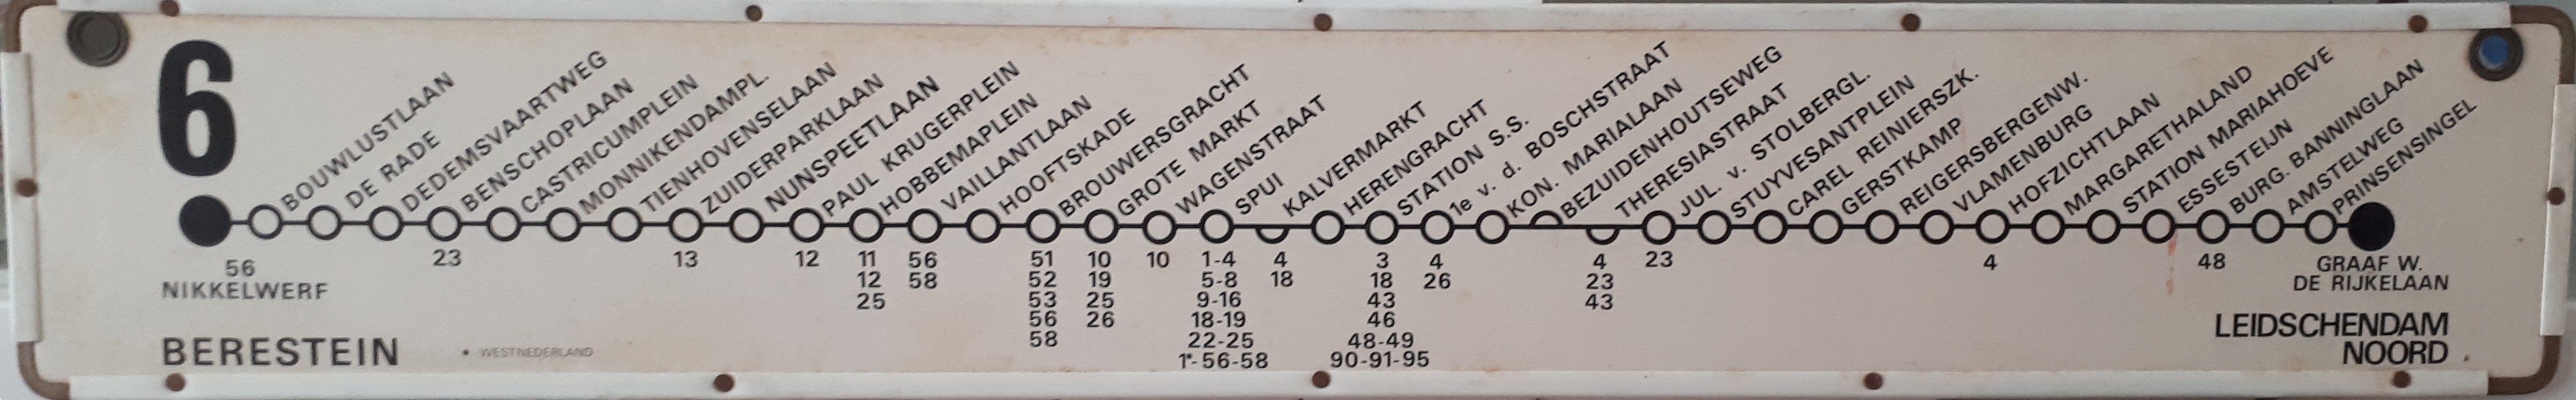 6
BOUWLUSTLAAN
DE RADE
DEDEMSVAARTWEG
BENSCHOPLAAN
CASTRICUMPLEIN
MONNIKENDAMPL.
TIENHOVENSELAAN
ZUIDERPARKLAAN
NUNSPEETLAAN
PAUL KRUGERPLEIN
HOBBEMAPLEIN
VAILLANTLAAN
HOOFTSKADE
BROUWERSGRACHT
GROTE MARKT
WAGENSTRAAT
SPUI
KALVERMARKT
HERENGRACHT
STATION S.S.
1e v. d. BOSCHSTRAAT
KON. MARIALAAN
BEZUIDENHOUTSEWEG
THERESIASTRAAT
JUL. v. STOLBERGL.
STUYVESANTPLEIN
CAREL REINIERSZK.
GERSTKAMP
REIGERSBERGENW.
VLAMENBURG
HOFZICHTLAAN
MARGARETHALAND
STATION MARIAHOEVE
ESSESTEIJN
BURG. BANNINGLAAN
AMSTELWEG
PRINSENSINGEL
56
NIKKELWERF
23
13
12
11
12
25
56
58
51
52
53
56
58
10
19
25
26
10
1-4
5-8
9-16
18-19
22-25
1*-56-58
4
18
3
18
43
46
48-49
90-91-95
4
26
4
23
43
23
4
48
GRAAF W.
DE RIJKELAAN
BERESTEIN
* WESTNEDERLAND
LEIDSCHENDAM
NOORD